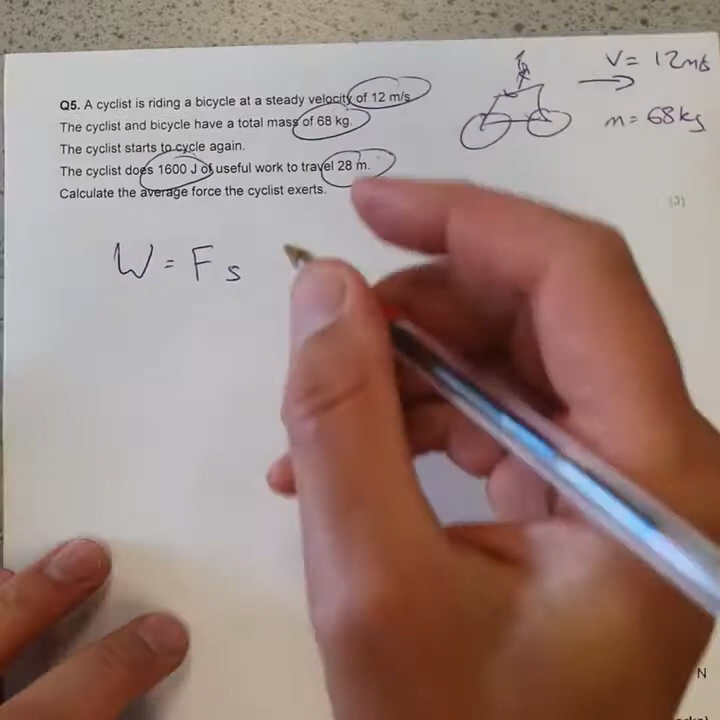 Q5. A cyclist is riding a bicycle at a steady velocity of 12 m/s
The cyclist and bicycle have a total mass of 68 kg.
The cyclist starts to cycle again.
The cyclist does 1600 J of useful work to travel 28 m.
Calculate the average force the cyclist exerts.
(3)
V = 12m/s
m = 68kg
W = Fs
N